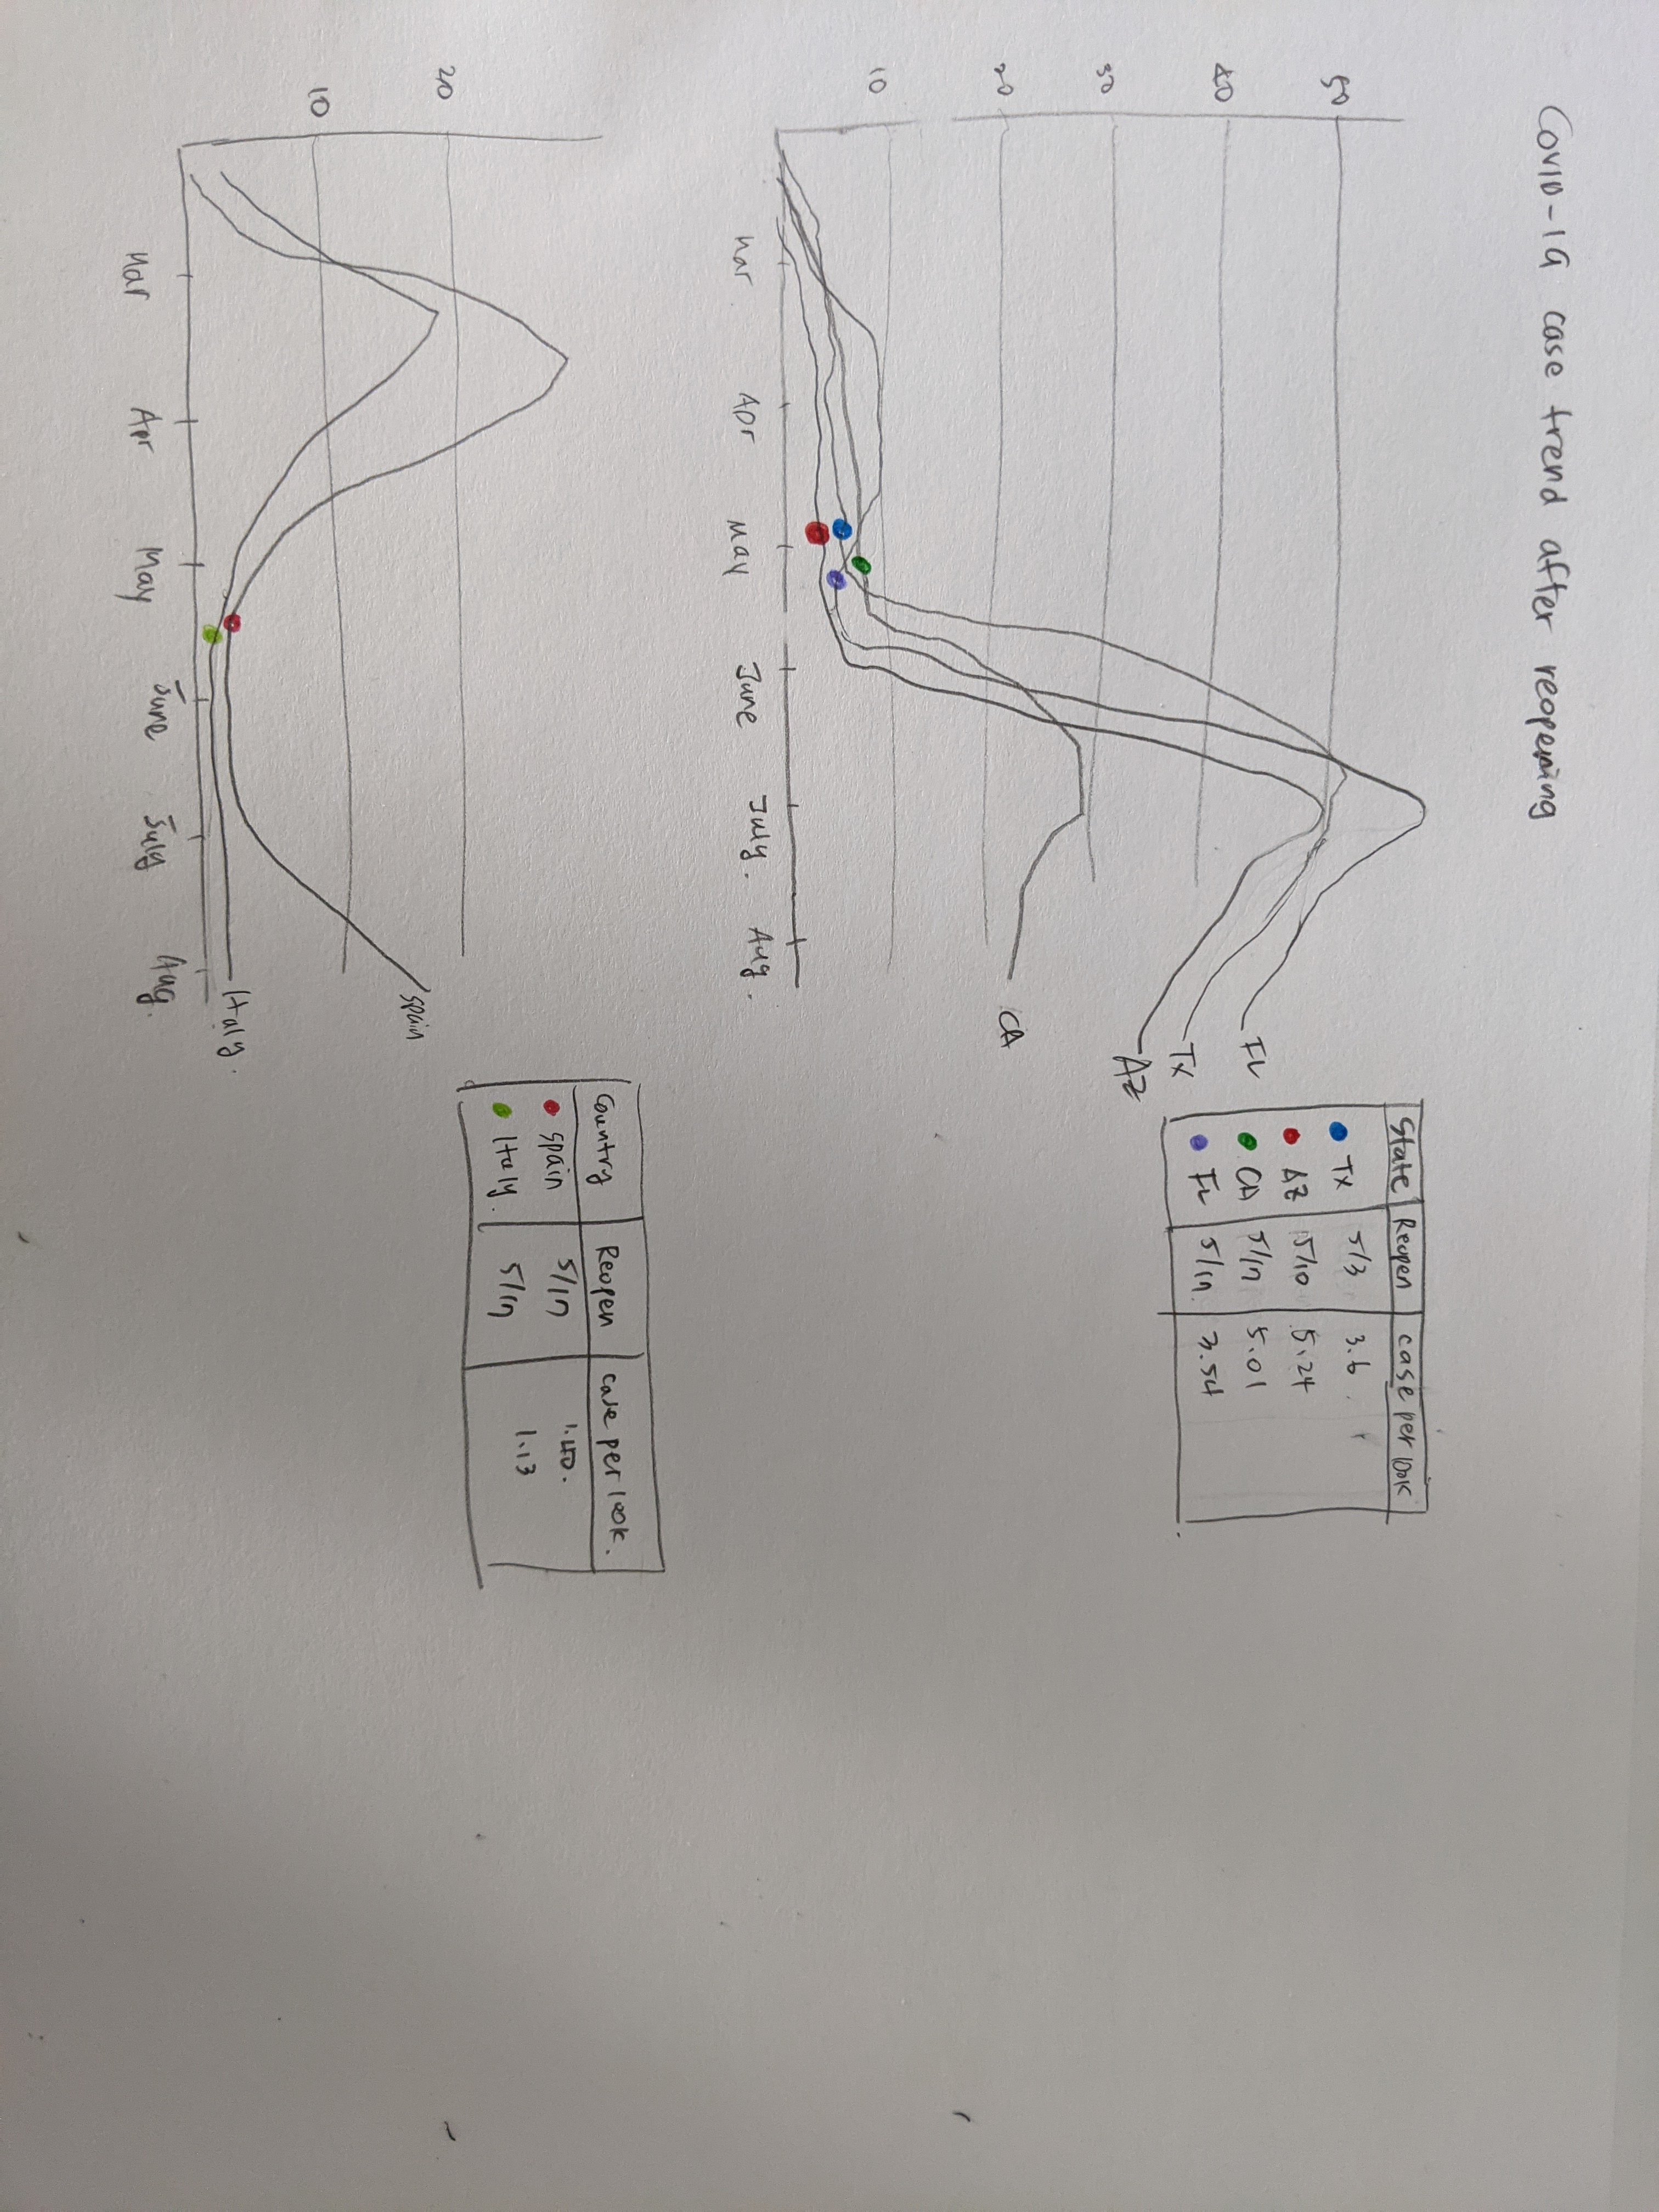 COVID-19 case trend after reopening
50
40
30
20
10
Mar
Apr
May
June
July.
Aug.
FL
TX
AZ
CA
State Reopen case per 100K
TX 5/3 3.6
AZ 5/10 5.24
CA 5/17 5.01
FL 5/17. 3.54
20
10
Mar
Apr
May
June
July
Aug.
Spain
Italy.
Country Reopen case per 100k.
Spain 5/17 1.40.
Italy. 5/17 1.13